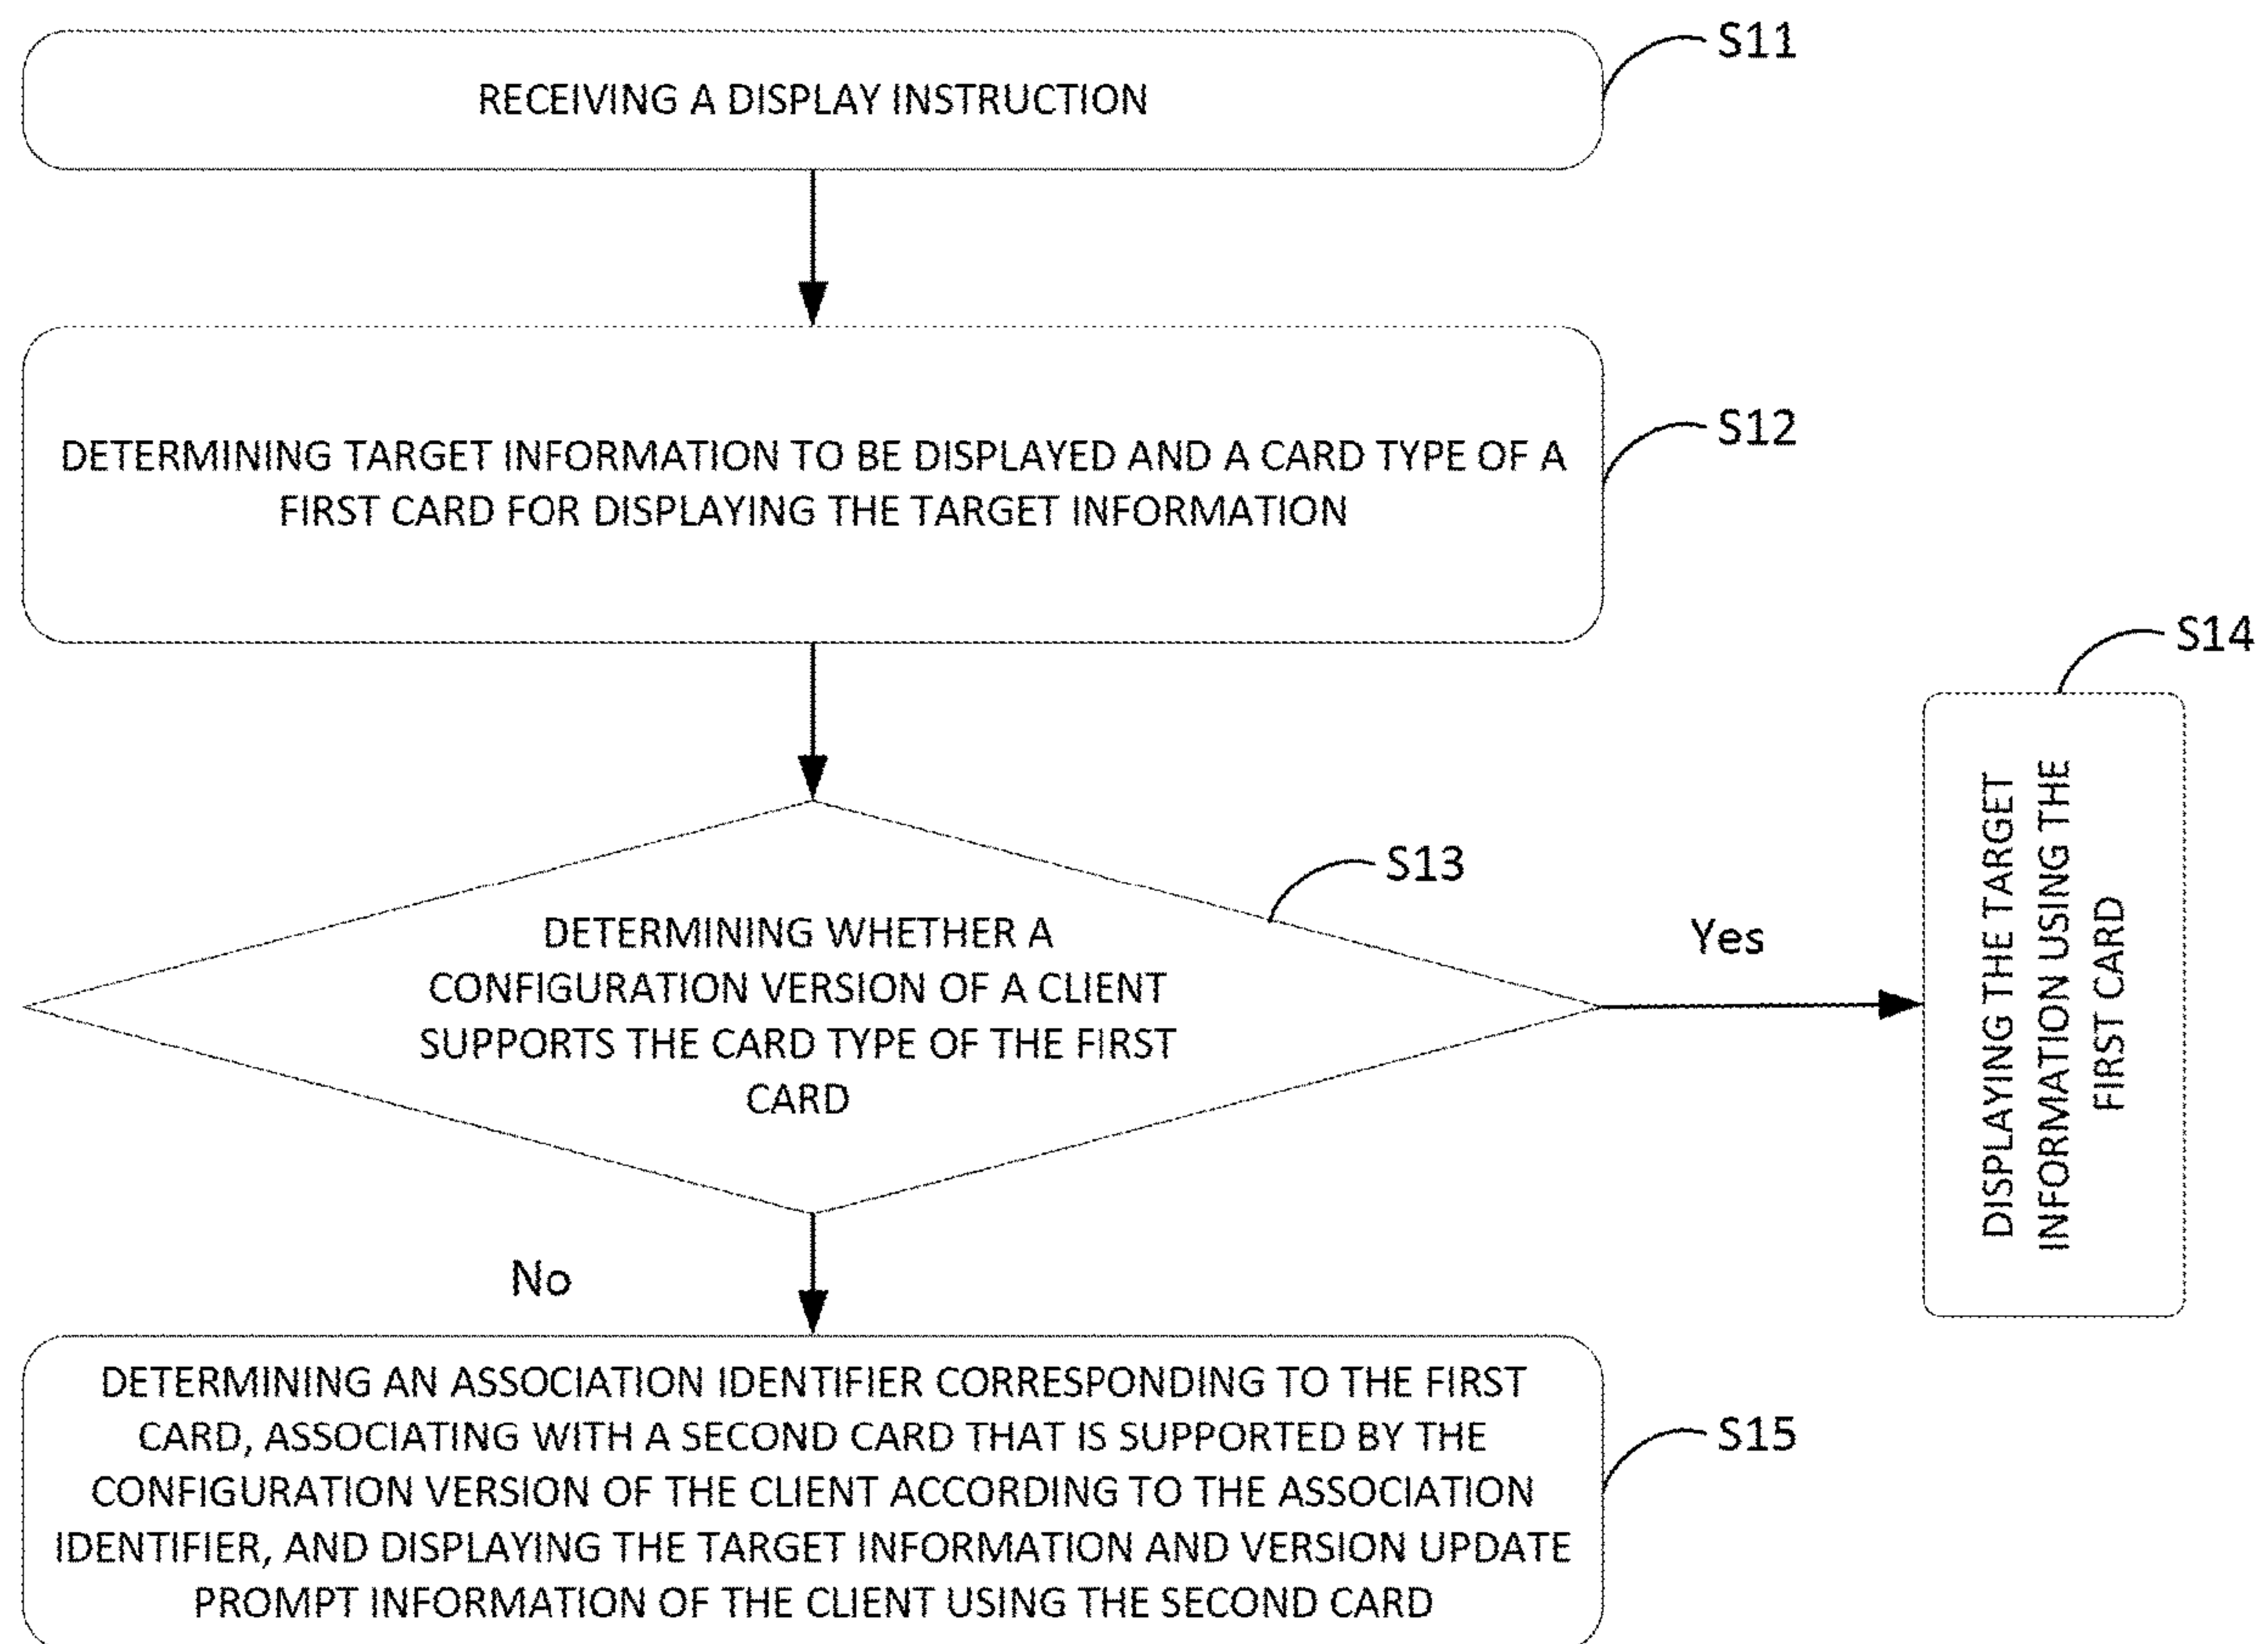 S11
RECEIVING A DISPLAY INSTRUCTION
S12
DETERMINING TARGET INFORMATION TO BE DISPLAYED AND A CARD TYPE OF A
FIRST CARD FOR DISPLAYING THE TARGET INFORMATION
S13
DETERMINING WHETHER A
CONFIGURATION VERSION OF A CLIENT
SUPPORTS THE CARD TYPE OF THE FIRST
CARD
Yes
S14
DISPLAYING THE TARGET
INFORMATION USING THE
FIRST CARD
No
S15
DETERMINING AN ASSOCIATION IDENTIFIER CORRESPONDING TO THE FIRST
CARD, ASSOCIATING WITH A SECOND CARD THAT IS SUPPORTED BY THE
CONFIGURATION VERSION OF THE CLIENT ACCORDING TO THE ASSOCIATION
IDENTIFIER, AND DISPLAYING THE TARGET INFORMATION AND VERSION UPDATE
PROMPT INFORMATION OF THE CLIENT USING THE SECOND CARD